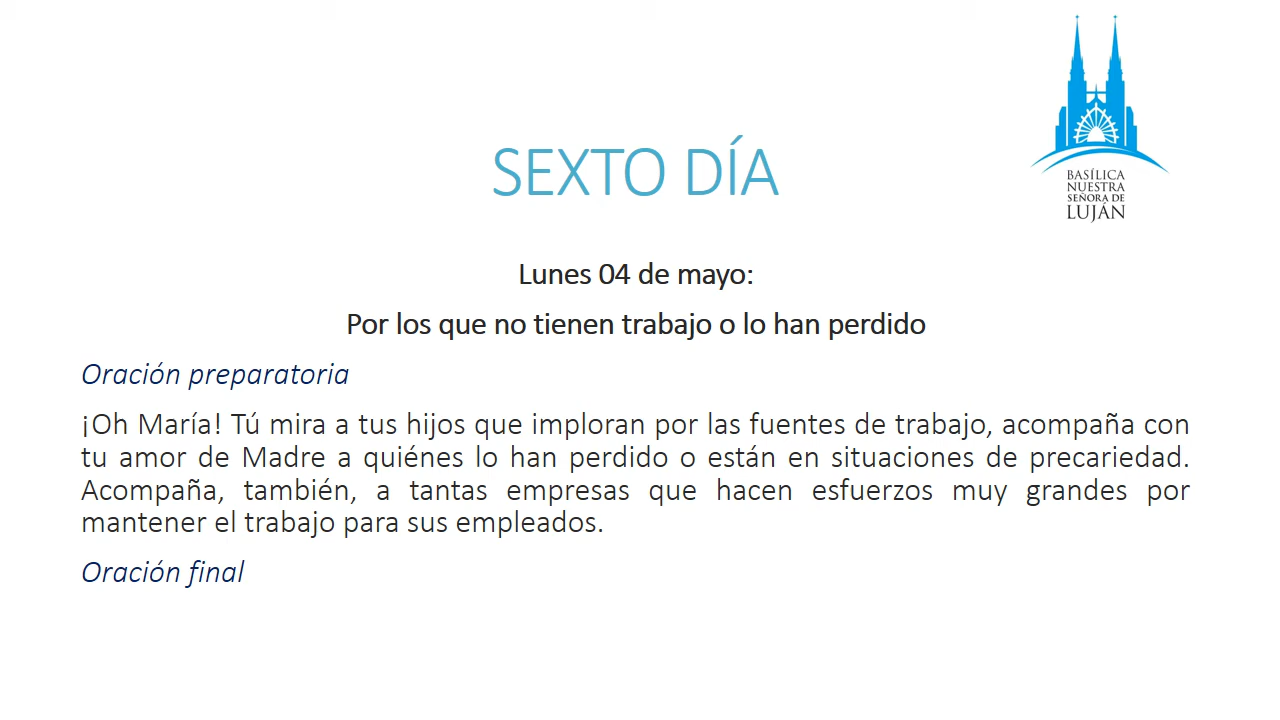 BASÍLICA
NUESTRA
SEÑORA DE
LUJÁN
SEXTO DÍA
Lunes 04 de mayo:
Por los que no tienen trabajo o lo han perdido
Oración preparatoria
¡Oh María! Tú mira a tus hijos que imploran por las fuentes de trabajo, acompaña con
tu amor de Madre a quiénes lo han perdido o están en situaciones de precariedad.
Acompaña, también, a tantas empresas que hacen esfuerzos muy grandes por
mantener el trabajo para sus empleados.
Oración final